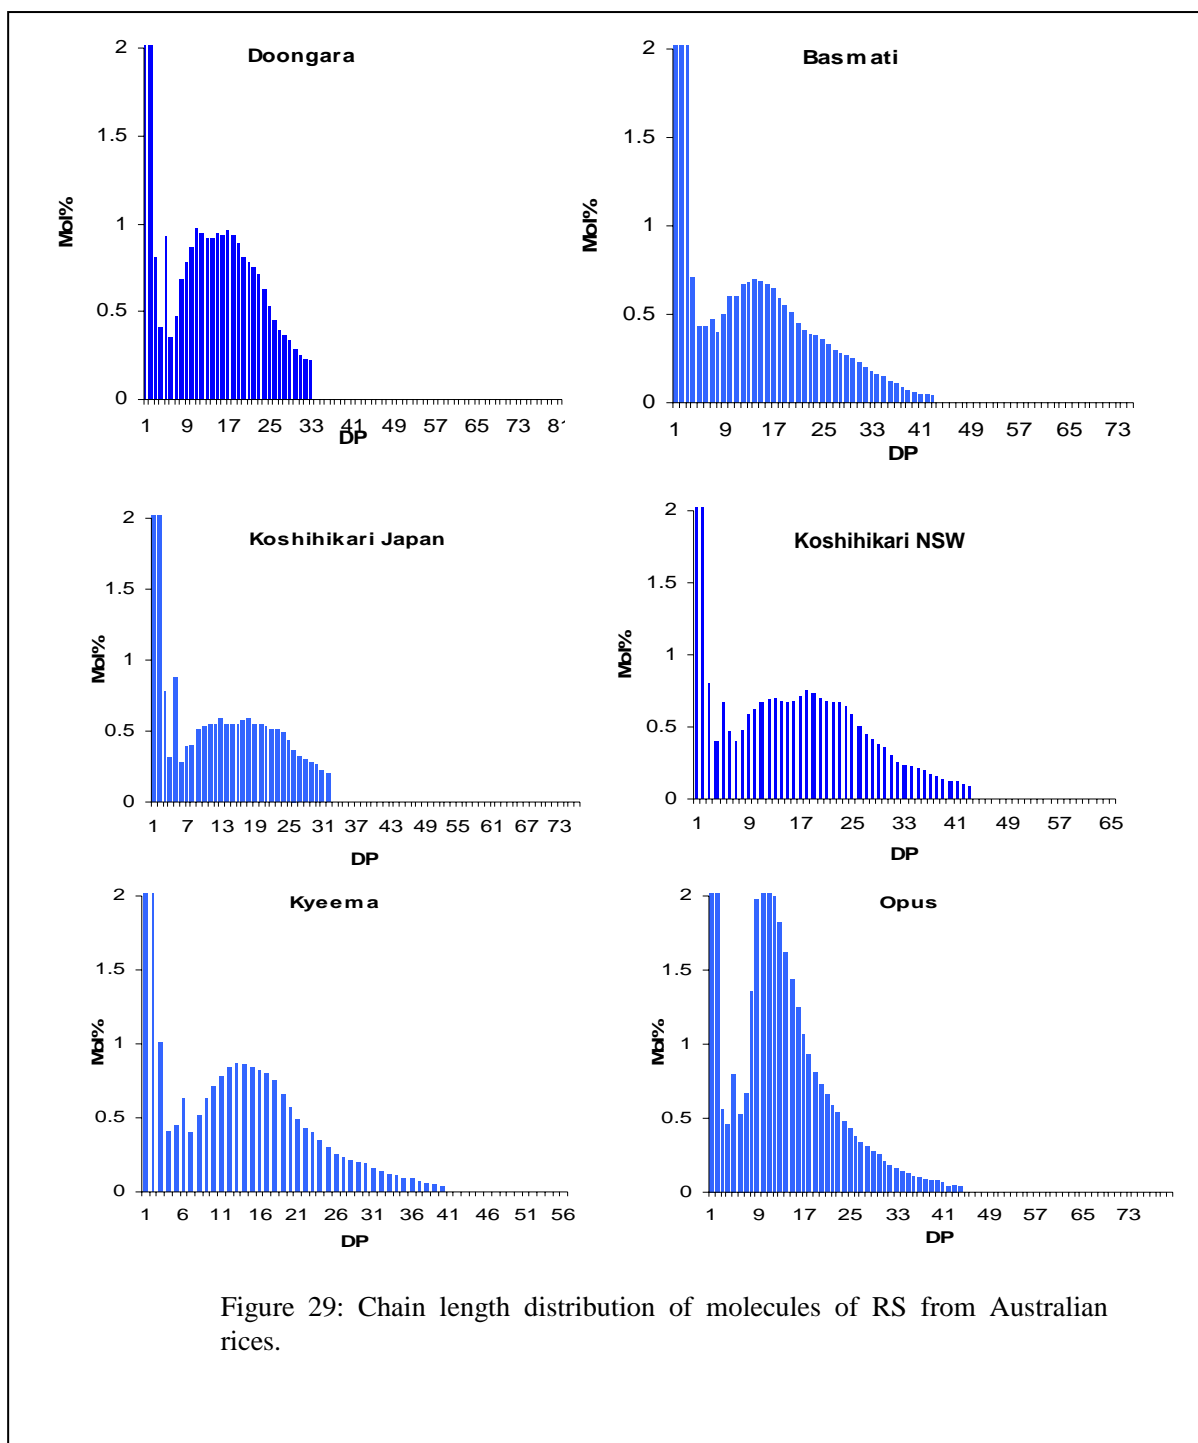 Doongara
2
1.5
1
0.5
0
Mol%
1 9 17 25 33 41 49 57 65 73 81
DP
Basmati
2
1.5
1
0.5
0
Mol%
1 9 17 25 33 41 49 57 65 73
DP
Koshihikari Japan
2
1.5
1
0.5
0
Mol%
1 7 13 19 25 31 37 43 49 55 61 67 73
DP
Koshihikari NSW
2
1.5
1
0.5
0
Mol%
1 9 17 25 33 41 49 57 65
DP
Kyeema
2
1.5
1
0.5
0
Mol%
1 6 11 16 21 26 31 36 41 46 51 56
DP
Opus
2
1.5
1
0.5
0
Mol%
1 9 17 25 33 41 49 57 65 73
DP
Figure 29: Chain length distribution of molecules of RS from Australian
rices.